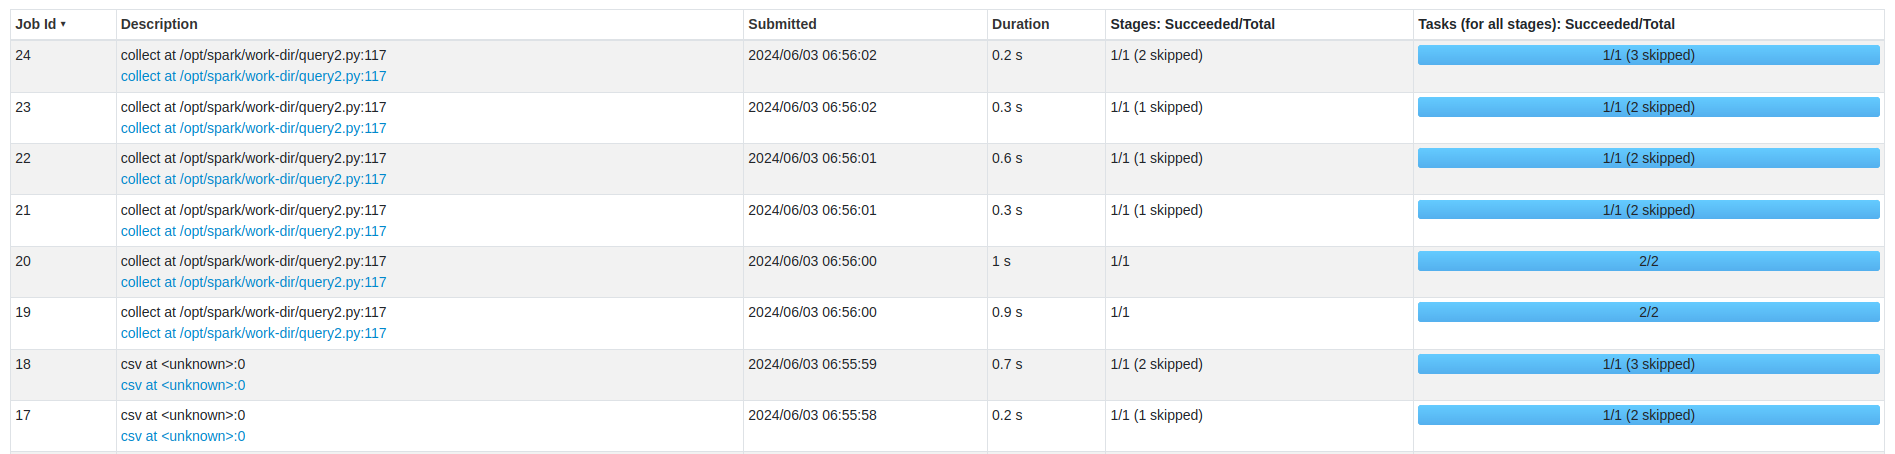 Job Id ▾ Description Submitted Duration Stages: Succeeded/Total Tasks (for all stages): Succeeded/Total
24 collect at /opt/spark/work-dir/query2.py:117 2024/06/03 06:56:02 0.2 s 1/1 (2 skipped) 1/1 (3 skipped)
collect at /opt/spark/work-dir/query2.py:117
23 collect at /opt/spark/work-dir/query2.py:117 2024/06/03 06:56:02 0.3 s 1/1 (1 skipped) 1/1 (2 skipped)
collect at /opt/spark/work-dir/query2.py:117
22 collect at /opt/spark/work-dir/query2.py:117 2024/06/03 06:56:01 0.6 s 1/1 (1 skipped) 1/1 (2 skipped)
collect at /opt/spark/work-dir/query2.py:117
21 collect at /opt/spark/work-dir/query2.py:117 2024/06/03 06:56:01 0.3 s 1/1 (1 skipped) 1/1 (2 skipped)
collect at /opt/spark/work-dir/query2.py:117
20 collect at /opt/spark/work-dir/query2.py:117 2024/06/03 06:56:00 1 s 1/1 2/2
collect at /opt/spark/work-dir/query2.py:117
19 collect at /opt/spark/work-dir/query2.py:117 2024/06/03 06:56:00 0.9 s 1/1 2/2
collect at /opt/spark/work-dir/query2.py:117
18 csv at <unknown>:0 2024/06/03 06:55:59 0.7 s 1/1 (2 skipped) 1/1 (3 skipped)
csv at <unknown>:0
17 csv at <unknown>:0 2024/06/03 06:55:58 0.2 s 1/1 (1 skipped) 1/1 (2 skipped)
csv at <unknown>:0